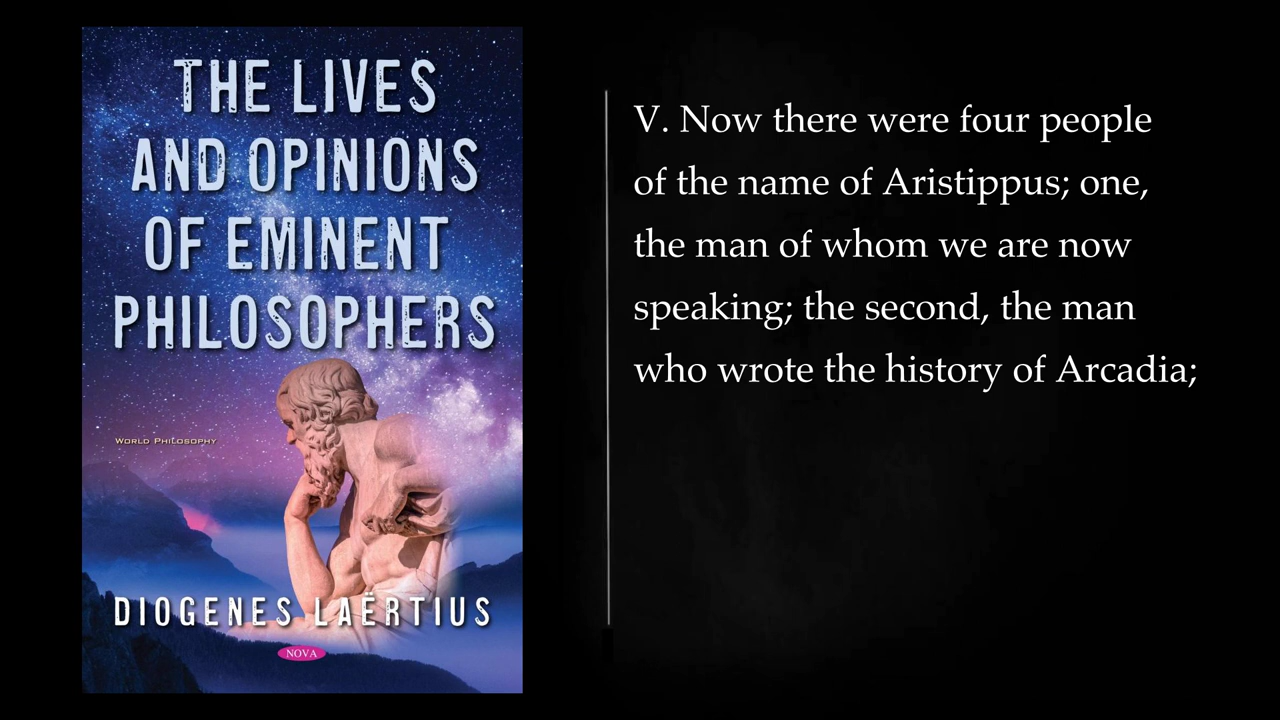 THE LIVES
AND OPINIONS
OF EMINENT
PHILOSOPHERS
WORLD PHILOSOPHY
DIOGENES LAËRTIUS
NOVA
V. Now there were four people
of the name of Aristippus; one,
the man of whom we are now
speaking; the second, the man
who wrote the history of Arcadia;